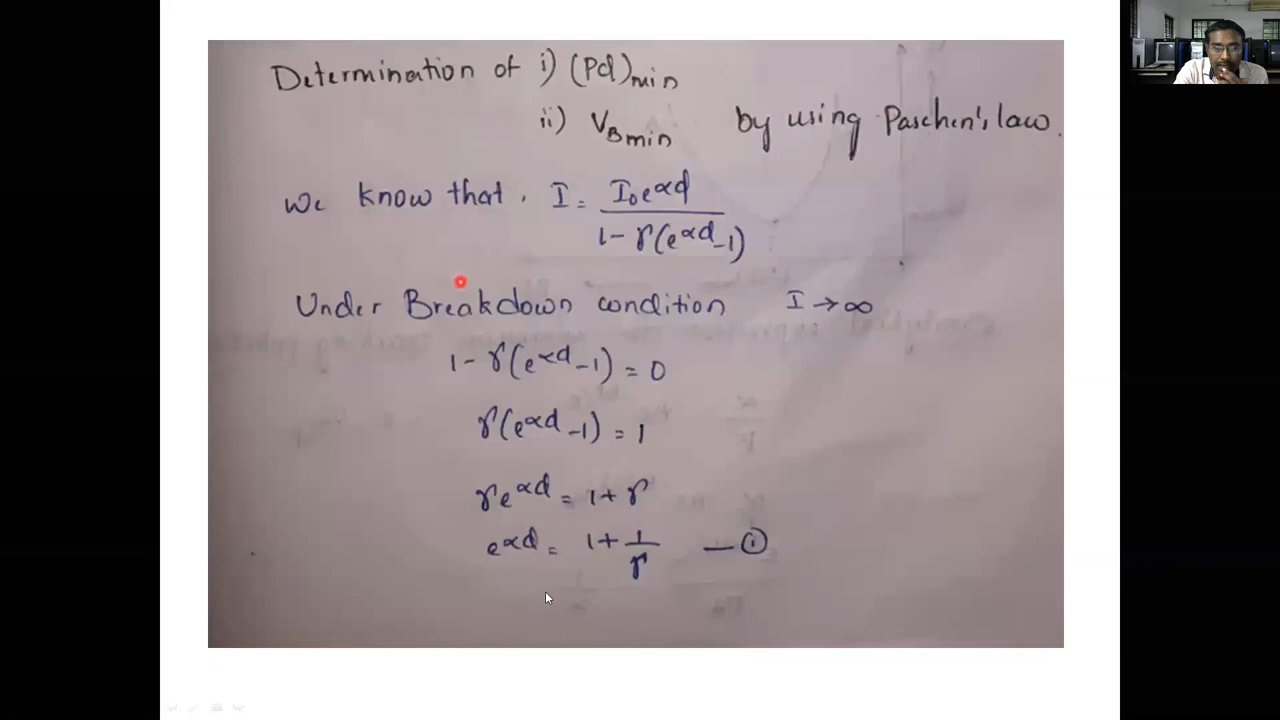 Determination of i) (Pd)min
ii) VBmin by using Paschen's law.
We know that, I = I₀e^αd / 1 - γ(e^αd - 1)
Under Breakdown condition I → ∞
1 - γ(e^αd - 1) = 0
γ(e^αd - 1) = 1
γe^αd = 1 + γ
e^αd = 1 + 1/γ — ①